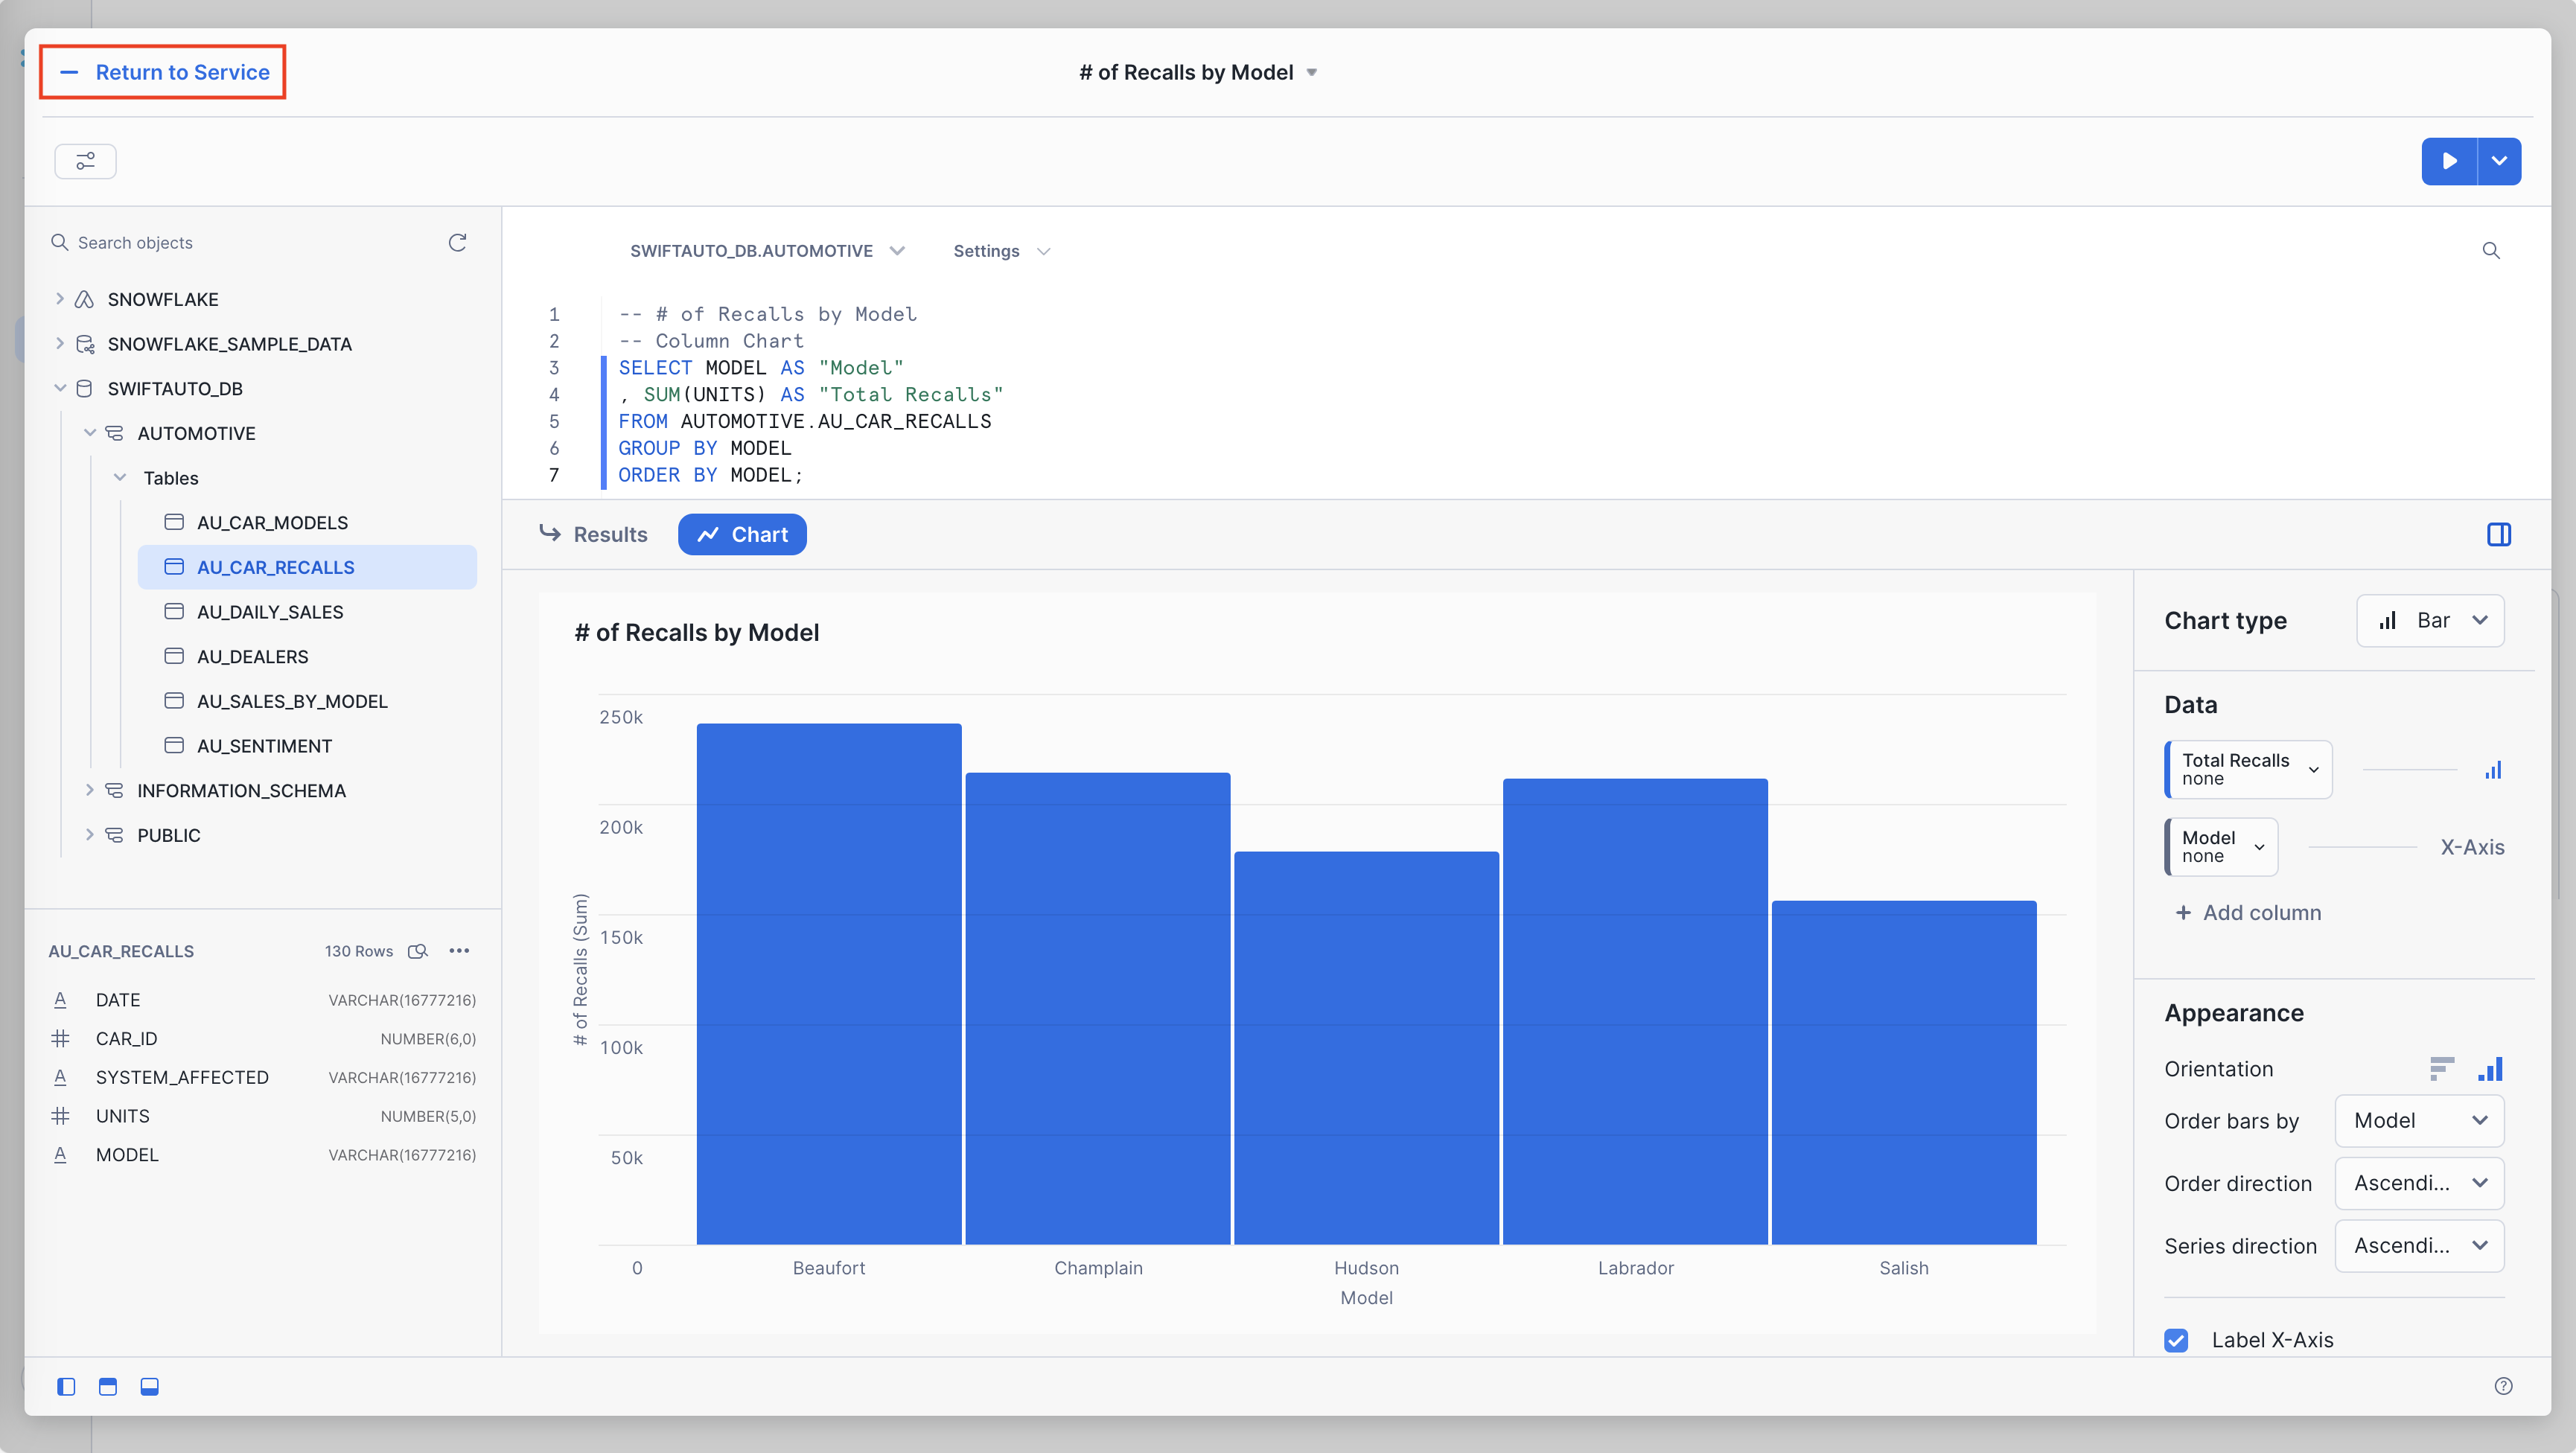 Return to Service
# of Recalls by Model
Search objects
SNOWFLAKE
SNOWFLAKE_SAMPLE_DATA
SWIFTAUTO_DB
AUTOMOTIVE
Tables
AU_CAR_MODELS
AU_CAR_RECALLS
AU_DAILY_SALES
AU_DEALERS
AU_SALES_BY_MODEL
AU_SENTIMENT
INFORMATION_SCHEMA
PUBLIC
AU_CAR_RECALLS 130 Rows
DATE VARCHAR(16777216)
CAR_ID NUMBER(6,0)
SYSTEM_AFFECTED VARCHAR(16777216)
UNITS NUMBER(5,0)
MODEL VARCHAR(16777216)
SWIFTAUTO_DB.AUTOMOTIVE Settings
1 -- # of Recalls by Model
2 -- Column Chart
3 SELECT MODEL AS "Model"
4 , SUM(UNITS) AS "Total Recalls"
5 FROM AUTOMOTIVE.AU_CAR_RECALLS
6 GROUP BY MODEL
7 ORDER BY MODEL;
Results Chart
# of Recalls by Model
250k
200k
150k
100k
50k
0
# of Recalls (Sum)
Beaufort Champlain Hudson Labrador Salish
Model
Chart type Bar
Data
Total Recalls
none
Model
none
X-Axis
+ Add column
Appearance
Orientation
Order bars by Model
Order direction Ascendi...
Series direction Ascendi...
Label X-Axis